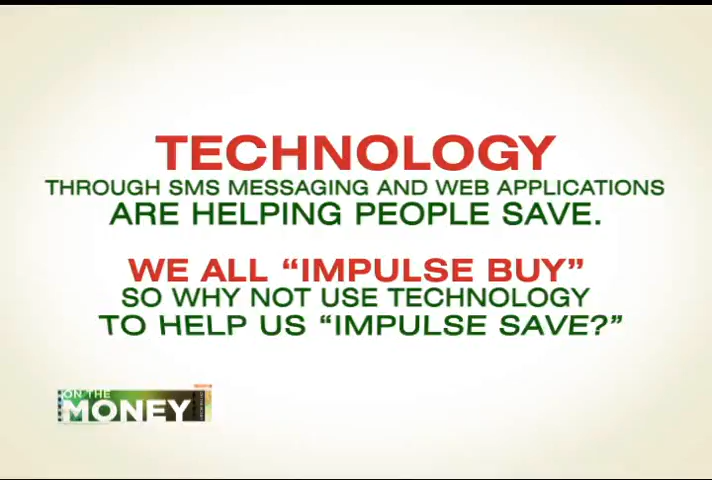 TECHNOLOGY
THROUGH SMS MESSAGING AND WEB APPLICATIONS
ARE HELPING PEOPLE SAVE.
WE ALL “IMPULSE BUY”
SO WHY NOT USE TECHNOLOGY
TO HELP US “IMPULSE SAVE?”
ON THE
MONEY